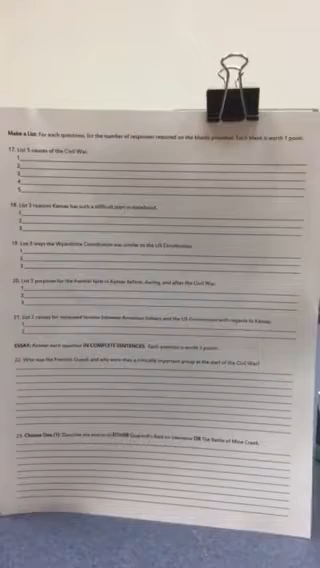 Make a List: For each question, list the number of responses required on the blanks provided. Each blank is worth 1 point.
17. List 5 causes of the Civil War.
1.
2.
3.
4.
5.
18. List 3 reasons Kansas has such a difficult start in statehood.
1.
2.
3.
19. List 3 ways the Wyandotte Constitution was similar to the US Constitution.
1.
2.
3.
20. List 3 purposes for the frontier forts in Kansas before, during, and after the Civil War.
1.
2.
3.
21. List 2 causes for increased tension between American Indians and the US Government with regards to Kansas.
1.
2.
ESSAY: Answer each question IN COMPLETE SENTENCES. Each question is worth 5 points.
22. Who was the Frontier Guard and why were they a critically important group at the start of the Civil War?
23. Choose One (1): Describe the events of EITHER Quantrill's Raid on Lawrence OR The Battle of Mine Creek.